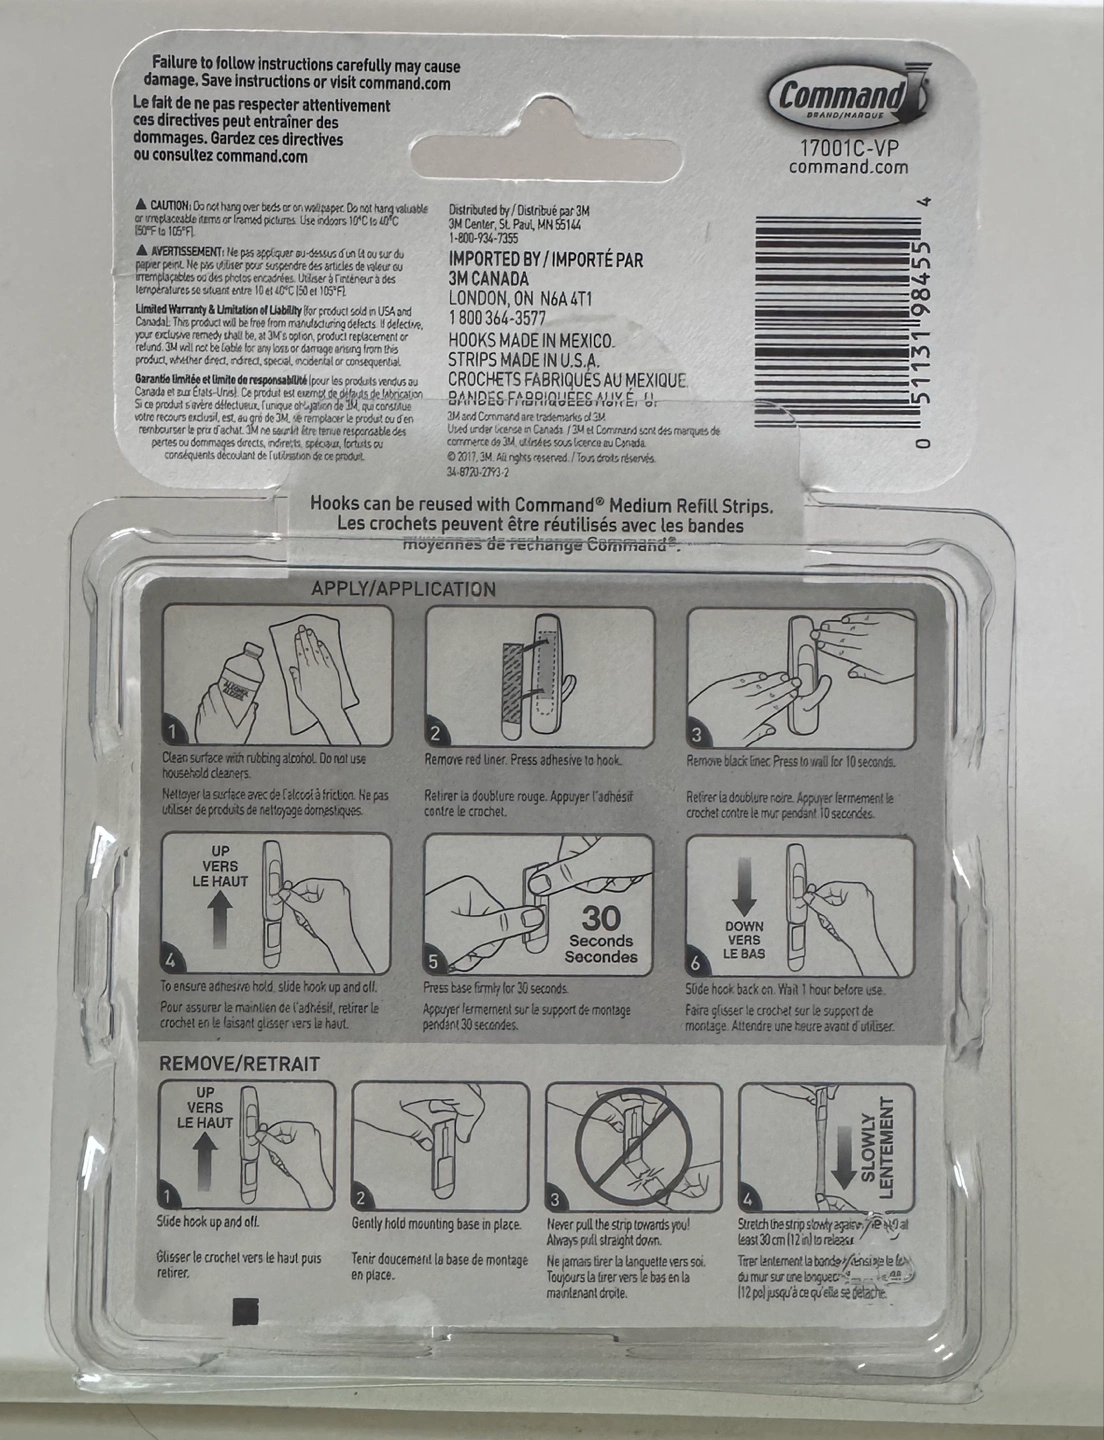 Failure to follow instructions carefully may cause
damage. Save instructions or visit command.com
Le fait de ne pas respecter attentivement
ces directives peut entraîner des
dommages. Gardez ces directives
ou consultez command.com
Command
BRAND/MARQUE
17001C-VP
command.com
▲ CAUTION: Do not hang over beds or on wallpaper. Do not hang valuable
or irreplaceable items or framed pictures. Use indoors 10°C to 40°C
(50°F to 105°F).
▲ AVERTISSEMENT: Ne pas appliquer au-dessus d'un lit ou sur du
papier peint. Ne pas utiliser pour suspendre des articles de valeur ou
irremplaçables ou des photos encadrées. Utiliser à l'intérieur à des
températures se situant entre 10 et 40°C (50 et 105°F).
Limited Warranty & Limitation of Liability (for product sold in USA and
Canada). This product will be free from manufacturing defects. If defective,
your exclusive remedy shall be, at 3M's option, product replacement or
refund. 3M will not be liable for any loss or damage arising from this
product, whether direct, indirect, special, incidental or consequential.
Garantie limitée et limite de responsabilité (pour les produits vendus au
Canada et aux États-Unis). Ce produit est exempt de défauts de fabrication
Si ce produit s'avère défectueux, l'unique obligation de 3M, qui constitue
votre recours exclusif, est, au gré de 3M, se remplacer le produit ou d'en
rembourser le prix d'achat. 3M ne saurait être tenue responsable des
pertes ou dommages directs, indirects, spéciaux, fortuits ou
conséquents découlant de l'utilisation de ce produit.
Distributed by / Distribué par 3M
3M Center, St. Paul, MN 55144
1-800-934-7355
IMPORTED BY / IMPORTÉ PAR
3M CANADA
LONDON, ON N6A 4T1
1 800 364-3577
HOOKS MADE IN MEXICO.
STRIPS MADE IN U.S.A.
CROCHETS FABRIQUÉS AU MEXIQUE.
BANDES FABRIQUÉES AUX É.-U.
3M and Command are trademarks of 3M.
Used under license in Canada. / 3M et Command sont des marques de
commerce de 3M, utilisées sous licence au Canada.
© 2017, 3M. All rights reserved. / Tous droits réservés.
34-8720-2793-2
0 51131 98455 4
Hooks can be reused with Command® Medium Refill Strips.
Les crochets peuvent être réutilisés avec les bandes
moyennes de rechange Command®.
APPLY/APPLICATION
ALCOHOL
ALCOOL
1
2
3
Clean surface with rubbing alcohol. Do not use
household cleaners.
Nettoyer la surface avec de l'alcool à friction. Ne pas
utiliser de produits de nettoyage domestiques.
Remove red liner. Press adhesive to hook.
Retirer la doublure rouge. Appuyer l'adhésif
contre le crochet.
Remove black liner. Press to wall for 10 seconds.
Retirer la doublure noire. Appuyer fermement le
crochet contre le mur pendant 10 secondes.
UP
VERS
LE HAUT
4
30
Seconds
Secondes
5
DOWN
VERS
LE BAS
6
To ensure adhesive hold, slide hook up and off.
Pour assurer le maintien de l'adhésif, retirer le
crochet en le faisant glisser vers le haut.
Press base firmly for 30 seconds.
Appuyer fermement sur le support de montage
pendant 30 secondes.
Slide hook back on. Wait 1 hour before use.
Faire glisser le crochet sur le support de
montage. Attendre une heure avant d'utiliser.
REMOVE/RETRAIT
UP
VERS
LE HAUT
1
2
3
SLOWLY
LENTEMENT
4
Slide hook up and off.
Glisser le crochet vers le haut puis
retirer.
Gently hold mounting base in place.
Tenir doucement la base de montage
en place.
Never pull the strip towards you!
Always pull straight down.
Ne jamais tirer la languette vers soi.
Toujours la tirer vers le bas en la
maintenant droite.
Stretch the strip slowly at
least 30 cm (12 in) to release.
Tirer lentement la bande le
du mur sur une
(12 po) jusqu'à ce qu'elle se détache.